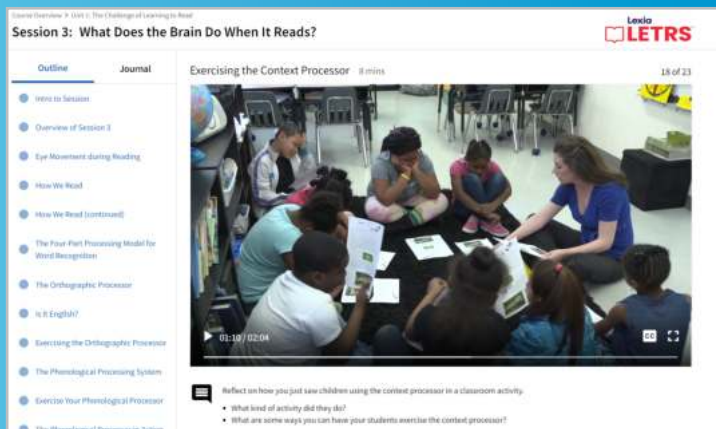 Course Overview > Unit 1: The Challenge of Learning to Read
Session 3: What Does the Brain Do When It Reads?
Lexia
LETRS
Outline
Journal
Intro to Session
Overview of Session 3
Eye Movement during Reading
How We Read
How We Read (continued)
The Four-Part Processing Model for
Word Recognition
The Orthographic Processor
Is It English?
Exercising the Orthographic Processor
The Phonological Processing System
Exercise Your Phonological Processor
The Phonological Processor in Action
Exercising the Context Processor 8 mins
18 of 23
01:10 / 02:04
CC
Reflect on how you just saw children using the context processor in a classroom activity.
• What kind of activity did they do?
• What are some ways you can have your students exercise the context processor?